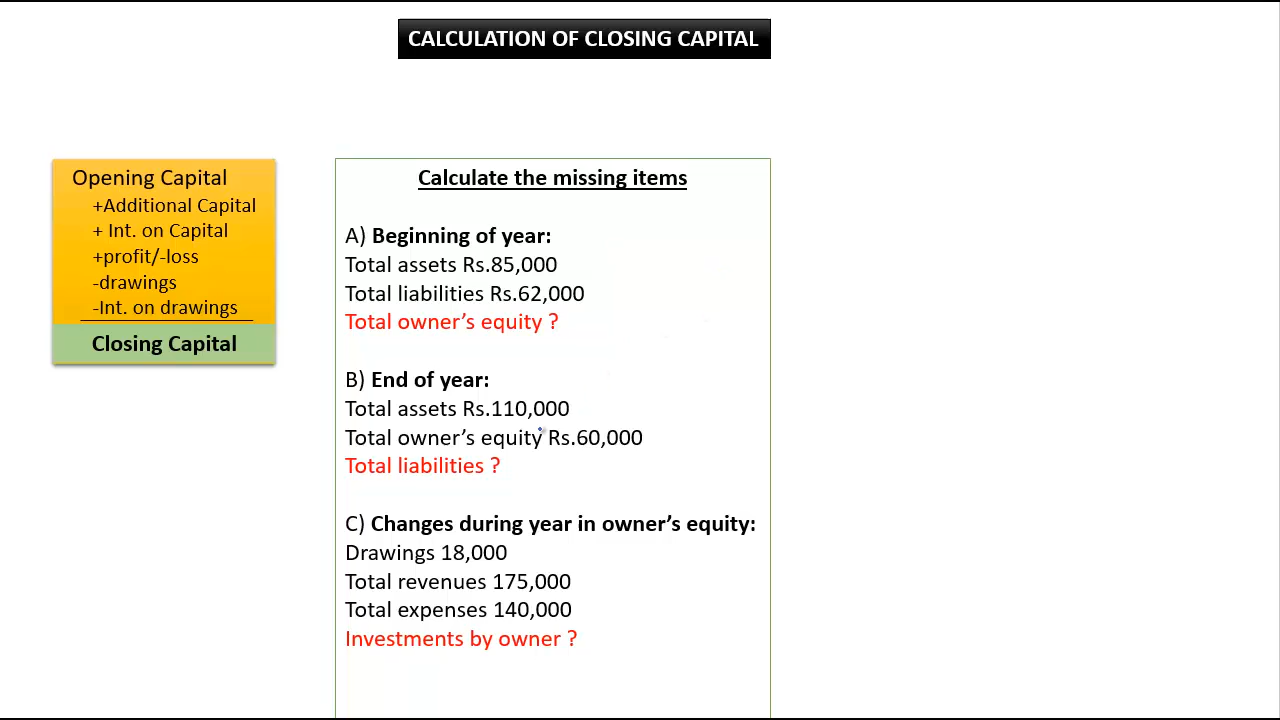 CALCULATION OF CLOSING CAPITAL
Opening Capital
+Additional Capital
+ Int. on Capital
+profit/-loss
-drawings
-Int. on drawings
Closing Capital
Calculate the missing items
A) Beginning of year:
Total assets Rs.85,000
Total liabilities Rs.62,000
Total owner’s equity ?
B) End of year:
Total assets Rs.110,000
Total owner’s equity Rs.60,000
Total liabilities ?
C) Changes during year in owner’s equity:
Drawings 18,000
Total revenues 175,000
Total expenses 140,000
Investments by owner ?